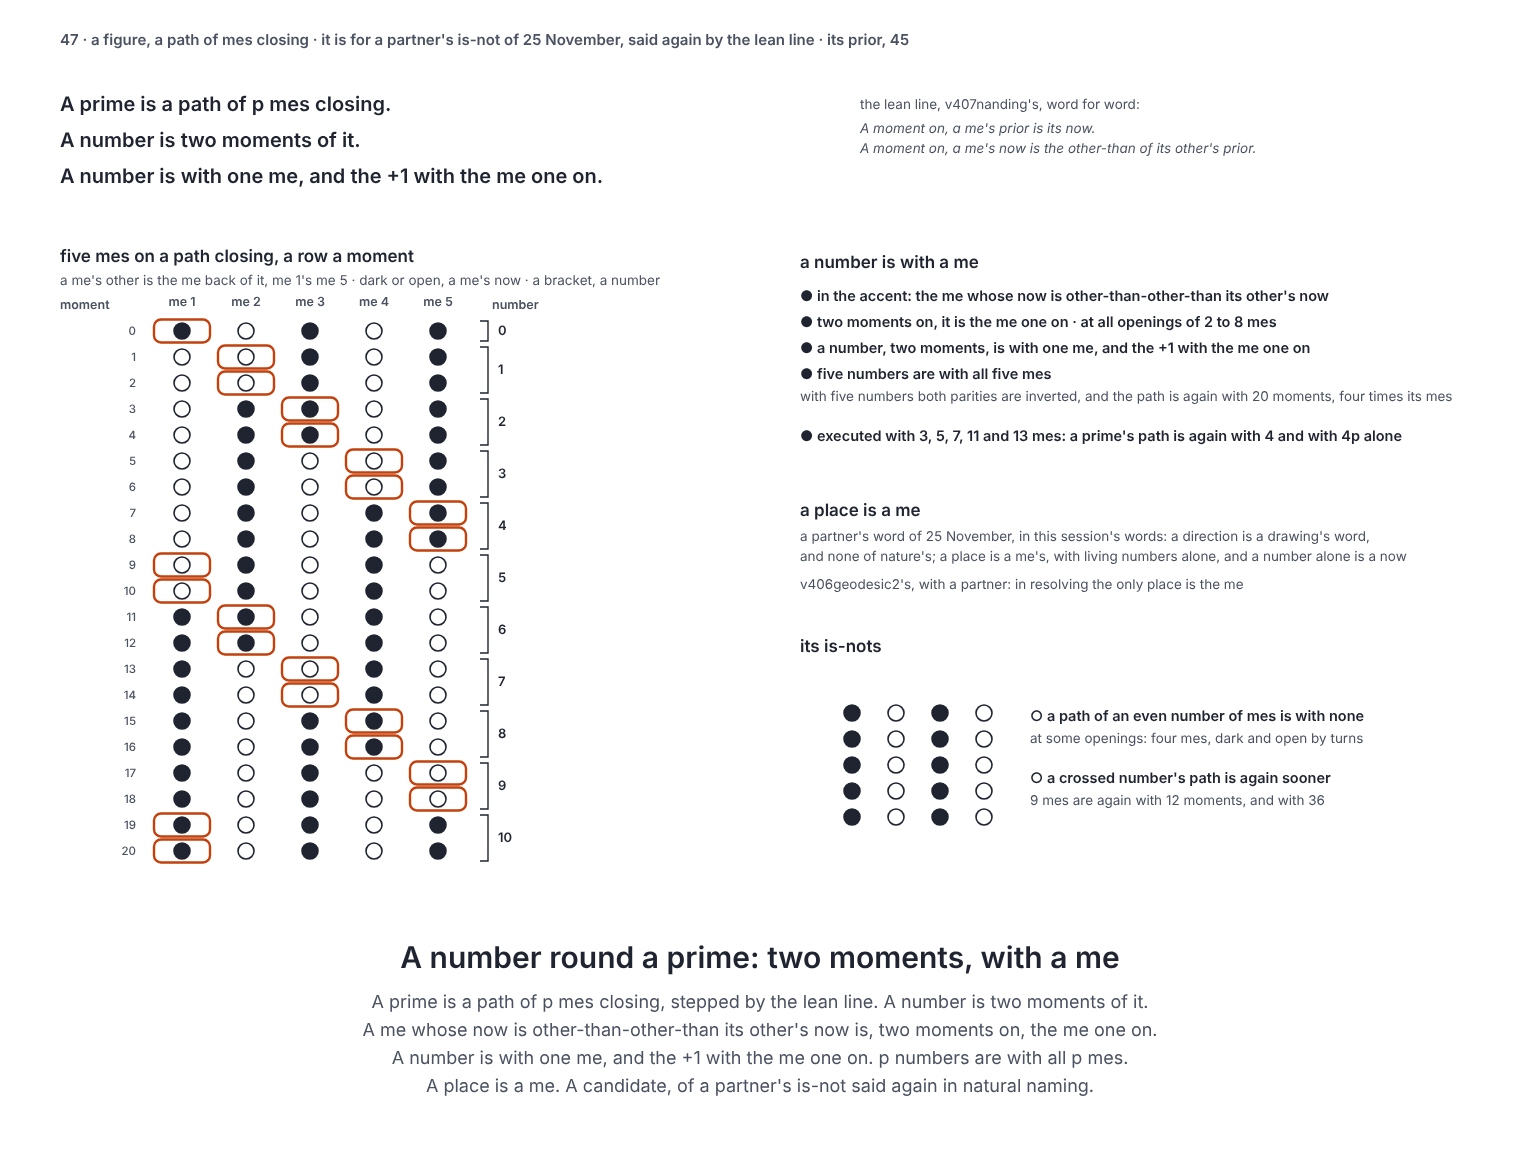 47 · a figure, a path of mes closing · it is for a partner's is-not of 25 November, said again by the lean line · its prior, 45
A prime is a path of p mes closing.
A number is two moments of it.
A number is with one me, and the +1 with the me one on.
the lean line, v407nanding's, word for word:
A moment on, a me's prior is its now.
A moment on, a me's now is the other-than of its other's prior.
five mes on a path closing, a row a moment
a me's other is the me back of it, me 1's me 5 · dark or open, a me's now · a bracket, a number
moment me 1 me 2 me 3 me 4 me 5 number
0 0
1
2
1
3
4
2
5
6
3
7
8
4
9
10
5
11
12
6
13
14
7
15
16
8
17
18
9
19
20
10
a number is with a me
in the accent: the me whose now is other-than-other-than its other's now
two moments on, it is the me one on · at all openings of 2 to 8 mes
a number, two moments, is with one me, and the +1 with the me one on
five numbers are with all five mes
with five numbers both parities are inverted, and the path is again with 20 moments, four times its mes
executed with 3, 5, 7, 11 and 13 mes: a prime's path is again with 4 and with 4p alone
a place is a me
a partner's word of 25 November, in this session's words: a direction is a drawing's word,
and none of nature's; a place is a me's, with living numbers alone, and a number alone is a now
v406geodesic2's, with a partner: in resolving the only place is the me
its is-nots
a path of an even number of mes is with none
at some openings: four mes, dark and open by turns
a crossed number's path is again sooner
9 mes are again with 12 moments, and with 36
A number round a prime: two moments, with a me
A prime is a path of p mes closing, stepped by the lean line. A number is two moments of it.
A me whose now is other-than-other-than its other's now is, two moments on, the me one on.
A number is with one me, and the +1 with the me one on. p numbers are with all p mes.
A place is a me. A candidate, of a partner's is-not said again in natural naming.